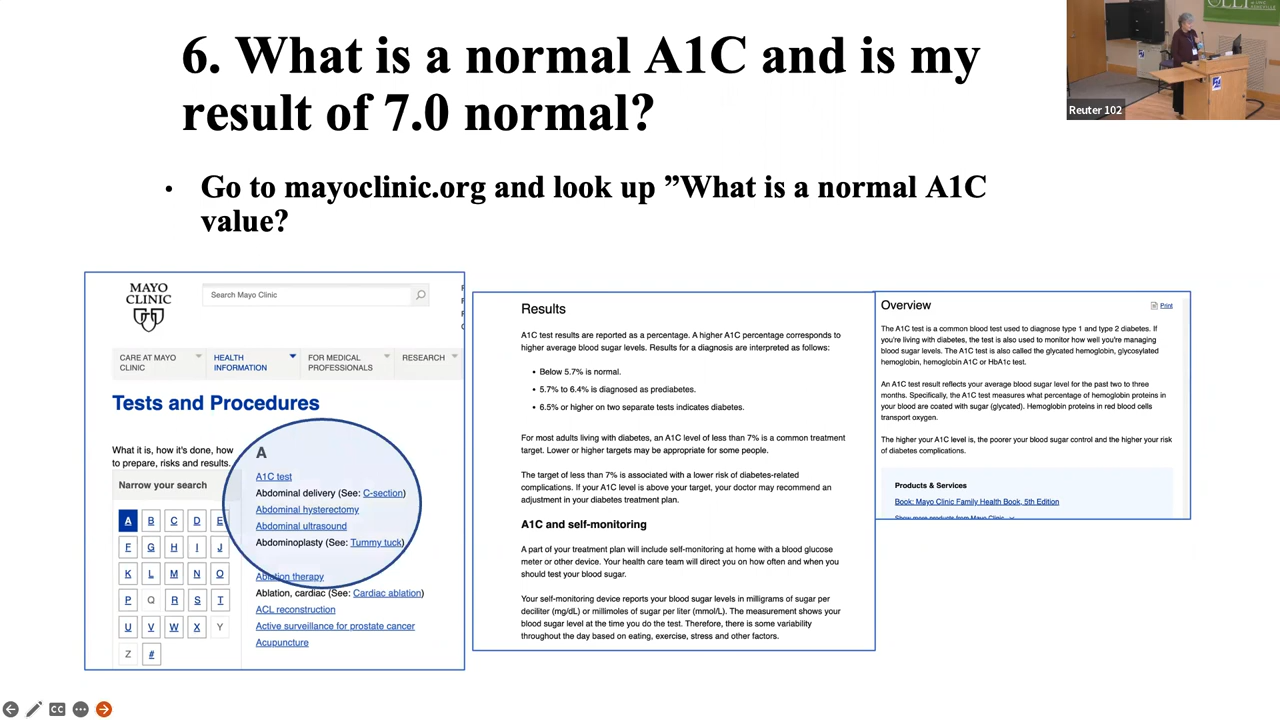 6. What is a normal A1C and is my
result of 7.0 normal?
• Go to mayoclinic.org and look up ”What is a normal A1C
value?
Reuter 102
MAYO
CLINIC
Search Mayo Clinic
CARE AT MAYO
CLINIC
HEALTH
INFORMATION
FOR MEDICAL
PROFESSIONALS
RESEARCH
Tests and Procedures
What it is, how it's done, how
to prepare, risks and results.
Narrow your search
A B C D E
F G H I J
K L M N O
P Q R S T
U V W X Y
Z #
A
A1C test
Abdominal delivery (See: C-section)
Abdominal hysterectomy
Abdominal ultrasound
Abdominoplasty (See: Tummy tuck)
Ablation therapy
Ablation, cardiac (See: Cardiac ablation)
ACL reconstruction
Active surveillance for prostate cancer
Acupuncture
Results
A1C test results are reported as a percentage. A higher A1C percentage corresponds to
higher average blood sugar levels. Results for a diagnosis are interpreted as follows:
• Below 5.7% is normal.
• 5.7% to 6.4% is diagnosed as prediabetes.
• 6.5% or higher on two separate tests indicates diabetes.
For most adults living with diabetes, an A1C level of less than 7% is a common treatment
target. Lower or higher targets may be appropriate for some people.
The target of less than 7% is associated with a lower risk of diabetes-related
complications. If your A1C level is above your target, your doctor may recommend an
adjustment in your diabetes treatment plan.
A1C and self-monitoring
A part of your treatment plan will include self-monitoring at home with a blood glucose
meter or other device. Your health care team will direct you on how often and when you
should test your blood sugar.
Your self-monitoring device reports your blood sugar levels in milligrams of sugar per
deciliter (mg/dL) or millimoles of sugar per liter (mmol/L). The measurement shows your
blood sugar level at the time you do the test. Therefore, there is some variability
throughout the day based on eating, exercise, stress and other factors.
Overview
Print
The A1C test is a common blood test used to diagnose type 1 and type 2 diabetes. If
you're living with diabetes, the test is also used to monitor how well you're managing
blood sugar levels. The A1C test is also called the glycated hemoglobin, glycosylated
hemoglobin, hemoglobin A1C or HbA1c test.
An A1C test result reflects your average blood sugar level for the past two to three
months. Specifically, the A1C test measures what percentage of hemoglobin proteins in
your blood are coated with sugar (glycated). Hemoglobin proteins in red blood cells
transport oxygen.
The higher your A1C level is, the poorer your blood sugar control and the higher your risk
of diabetes complications.
Products & Services
Book: Mayo Clinic Family Health Book, 5th Edition
Show more products from Mayo Clinic
CC